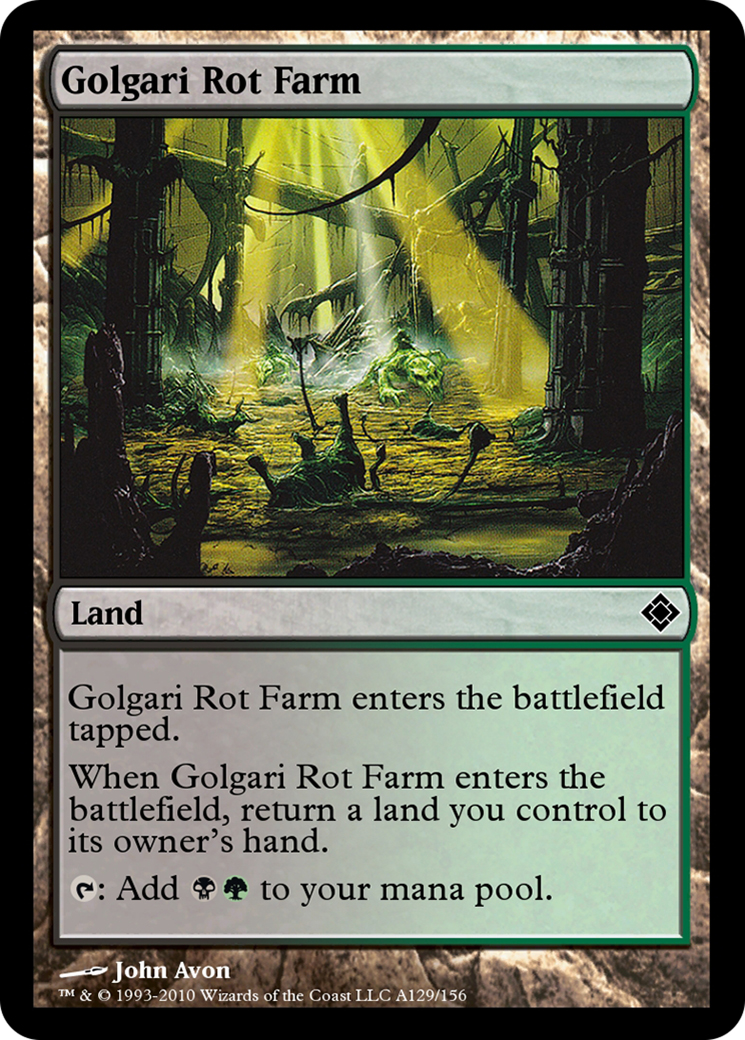 Golgari Rot Farm
Land
Golgari Rot Farm enters the battlefield
tapped.
When Golgari Rot Farm enters the
battlefield, return a land you control to
its owner's hand.
: Add to your mana pool.
John Avon
™ & © 1993-2010 Wizards of the Coast LLC A129/156